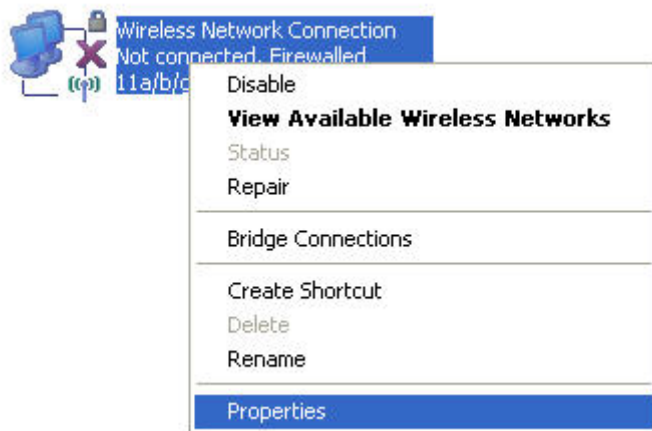 Wireless Network Connection
Not connected, Firewalled
11a/b/g
Disable
View Available Wireless Networks
Status
Repair
Bridge Connections
Create Shortcut
Delete
Rename
Properties